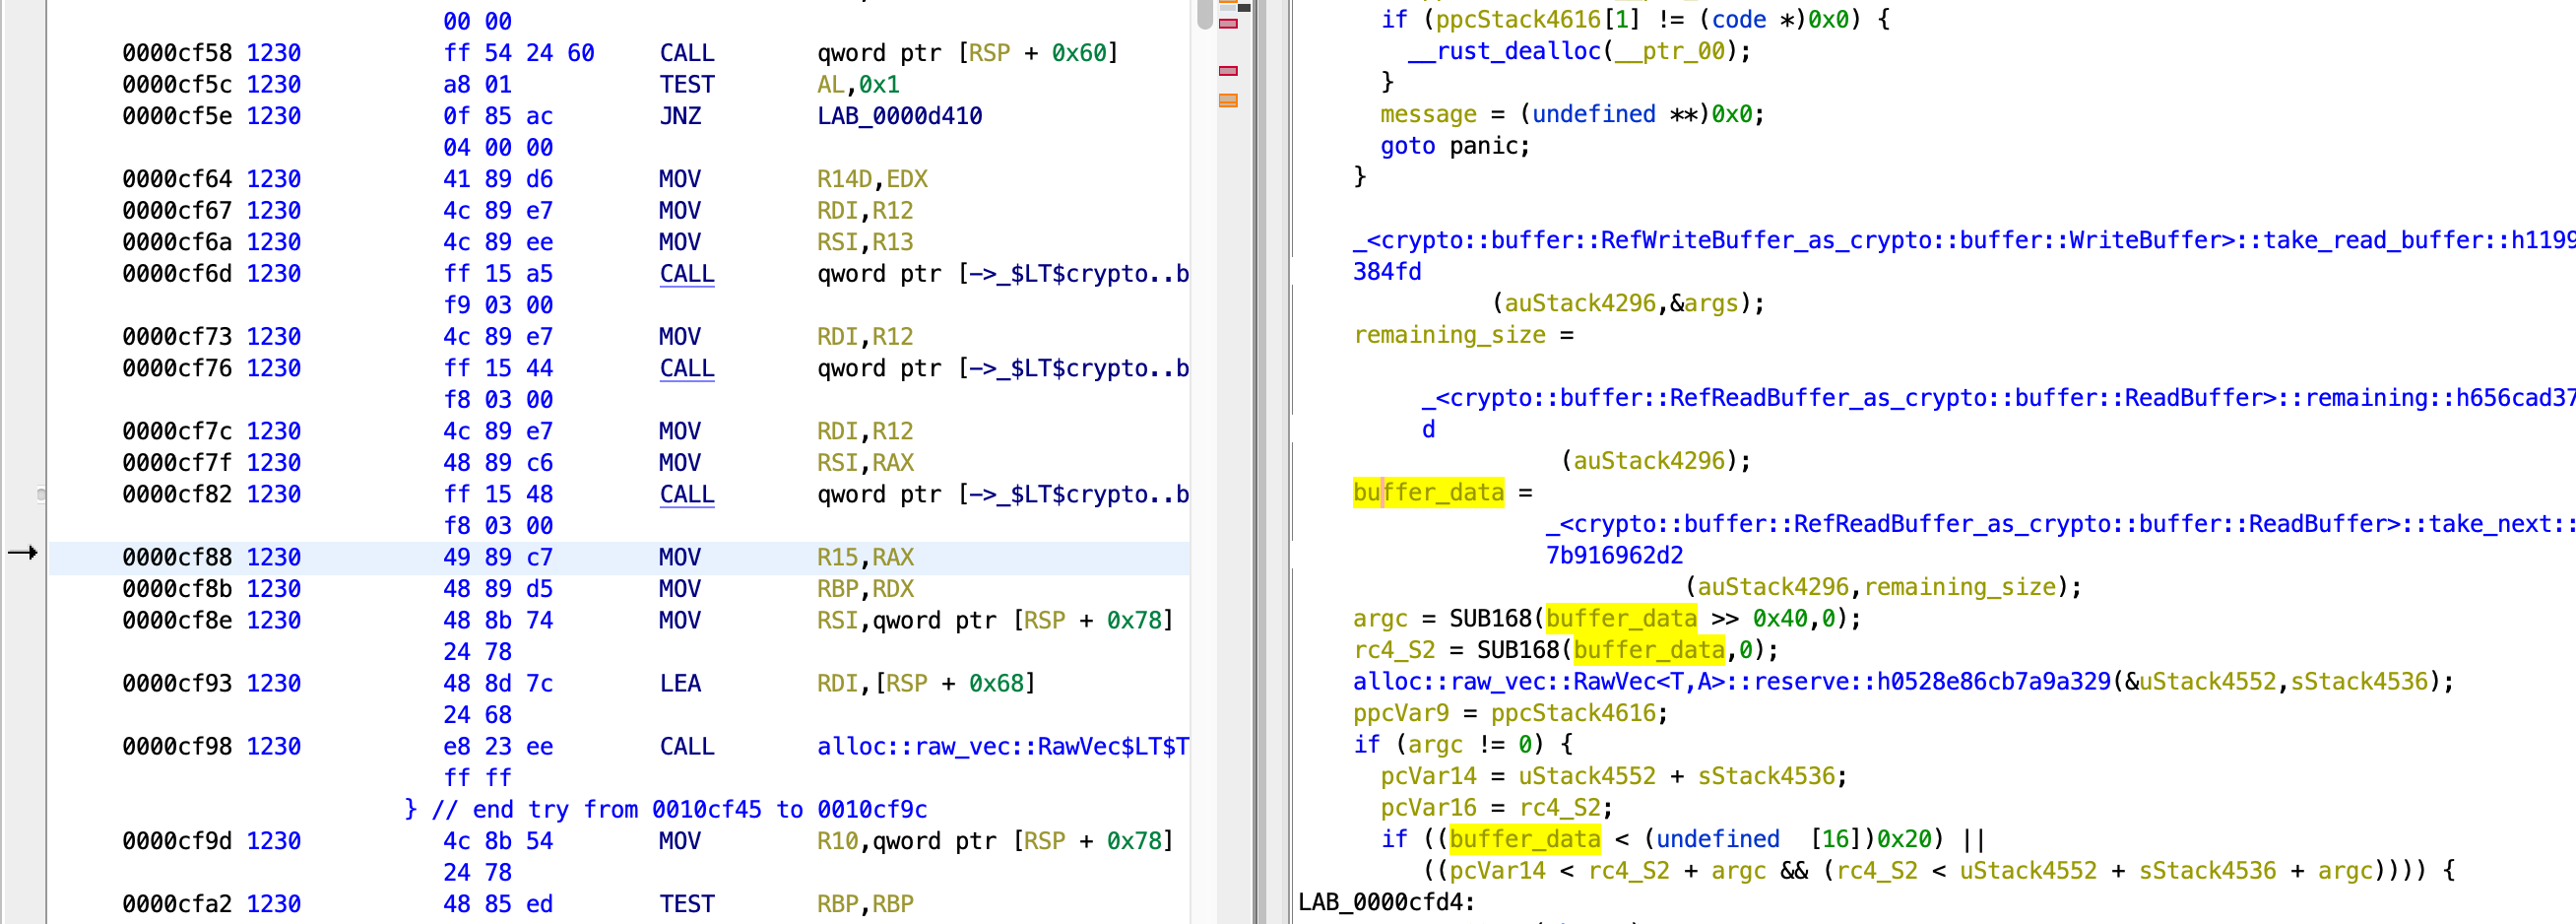 00 00
0000cf58 1230 ff 54 24 60 CALL qword ptr [RSP + 0x60]
0000cf5c 1230 a8 01 TEST AL,0x1
0000cf5e 1230 0f 85 ac JNZ LAB_0000d410
04 00 00
0000cf64 1230 41 89 d6 MOV R14D,EDX
0000cf67 1230 4c 89 e7 MOV RDI,R12
0000cf6a 1230 4c 89 ee MOV RSI,R13
0000cf6d 1230 ff 15 a5 CALL qword ptr [->_$LT$crypto..b
f9 03 00
0000cf73 1230 4c 89 e7 MOV RDI,R12
0000cf76 1230 ff 15 44 CALL qword ptr [->_$LT$crypto..b
f8 03 00
0000cf7c 1230 4c 89 e7 MOV RDI,R12
0000cf7f 1230 48 89 c6 MOV RSI,RAX
0000cf82 1230 ff 15 48 CALL qword ptr [->_$LT$crypto..b
f8 03 00
0000cf88 1230 49 89 c7 MOV R15,RAX
0000cf8b 1230 48 89 d5 MOV RBP,RDX
0000cf8e 1230 48 8b 74 MOV RSI,qword ptr [RSP + 0x78]
24 78
0000cf93 1230 48 8d 7c LEA RDI,[RSP + 0x68]
24 68
0000cf98 1230 e8 23 ee CALL alloc::raw_vec::RawVec$LT$T
ff ff
} // end try from 0010cf45 to 0010cf9c
0000cf9d 1230 4c 8b 54 MOV R10,qword ptr [RSP + 0x78]
24 78
0000cfa2 1230 48 85 ed TEST RBP,RBP
if (ppcStack4616[1] != (code *)0x0) {
__rust_dealloc(__ptr_00);
}
message = (undefined **)0x0;
goto panic;
}
_<crypto::buffer::RefWriteBuffer_as_crypto::buffer::WriteBuffer>::take_read_buffer::h1199
384fd
(auStack4296,&args);
remaining_size =
_<crypto::buffer::RefReadBuffer_as_crypto::buffer::ReadBuffer>::remaining::h656cad37
d
(auStack4296);
buffer_data =
_<crypto::buffer::RefReadBuffer_as_crypto::buffer::ReadBuffer>::take_next::
7b916962d2
(auStack4296,remaining_size);
argc = SUB168(buffer_data >> 0x40,0);
rc4_S2 = SUB168(buffer_data,0);
alloc::raw_vec::RawVec<T,A>::reserve::h0528e86cb7a9a329(&uStack4552,sStack4536);
ppcVar9 = ppcStack4616;
if (argc != 0) {
pcVar14 = uStack4552 + sStack4536;
pcVar16 = rc4_S2;
if ((buffer_data < (undefined [16])0x20) ||
((pcVar14 < rc4_S2 + argc && (rc4_S2 < uStack4552 + sStack4536 + argc)))) {
LAB_0000cfd4: